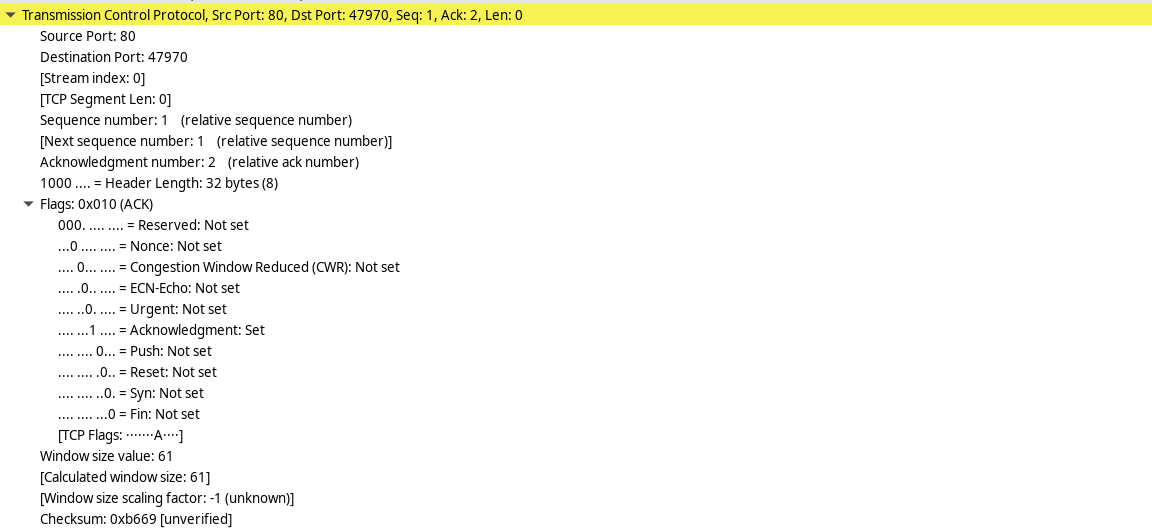 Transmission Control Protocol, Src Port: 80, Dst Port: 47970, Seq: 1, Ack: 2, Len: 0
Source Port: 80
Destination Port: 47970
[Stream index: 0]
[TCP Segment Len: 0]
Sequence number: 1    (relative sequence number)
[Next sequence number: 1    (relative sequence number)]
Acknowledgment number: 2    (relative ack number)
1000 .... = Header Length: 32 bytes (8)
Flags: 0x010 (ACK)
000. .... .... = Reserved: Not set
...0 .... .... = Nonce: Not set
.... 0... .... = Congestion Window Reduced (CWR): Not set
.... .0.. .... = ECN-Echo: Not set
.... ..0. .... = Urgent: Not set
.... ...1 .... = Acknowledgment: Set
.... .... 0... = Push: Not set
.... .... .0.. = Reset: Not set
.... .... ..0. = Syn: Not set
.... .... ...0 = Fin: Not set
[TCP Flags: ·······A····]
Window size value: 61
[Calculated window size: 61]
[Window size scaling factor: -1 (unknown)]
Checksum: 0xb669 [unverified]